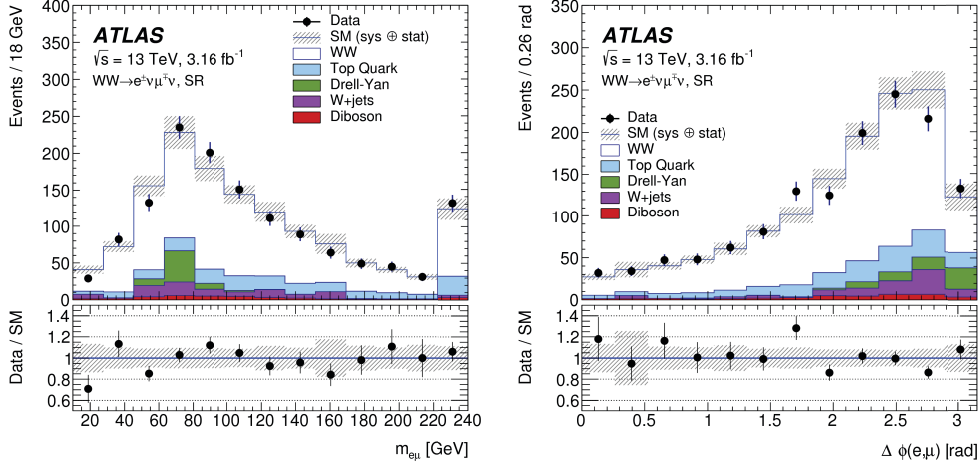 Events / 18 GeV
400
350
300
250
200
150
100
50
0
ATLAS
√s = 13 TeV, 3.16 fb⁻¹
WW→e±νμ∓ν, SR
Data
SM (sys ⊕ stat)
WW
Top Quark
Drell-Yan
W+jets
Diboson
Data / SM
1.4
1.2
1
0.8
0.6
20 40 60 80 100 120 140 160 180 200 220 240
m_eμ [GeV]
Events / 0.26 rad
350
300
250
200
150
100
50
0
ATLAS
√s = 13 TeV, 3.16 fb⁻¹
WW→e±νμ∓ν, SR
Data
SM (sys ⊕ stat)
WW
Top Quark
Drell-Yan
W+jets
Diboson
Data / SM
1.4
1.2
1
0.8
0.6
0 0.5 1 1.5 2 2.5 3
Δ φ(e,μ) [rad]